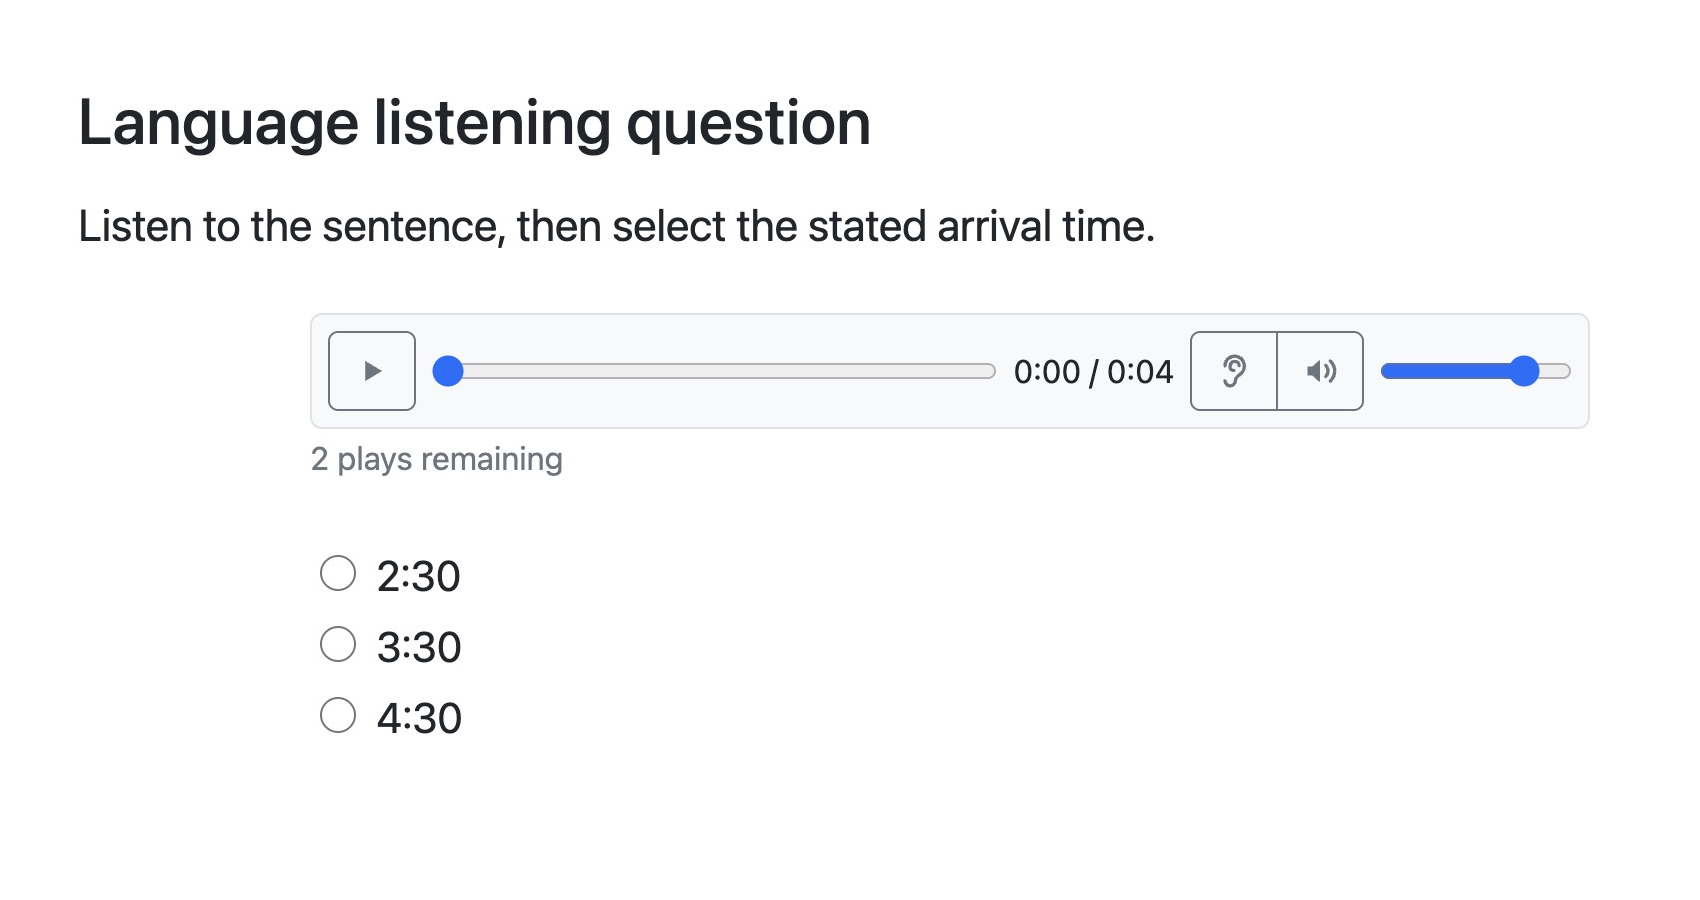 Language listening question
Listen to the sentence, then select the stated arrival time.
0:00 / 0:04
2 plays remaining
2:30
3:30
4:30